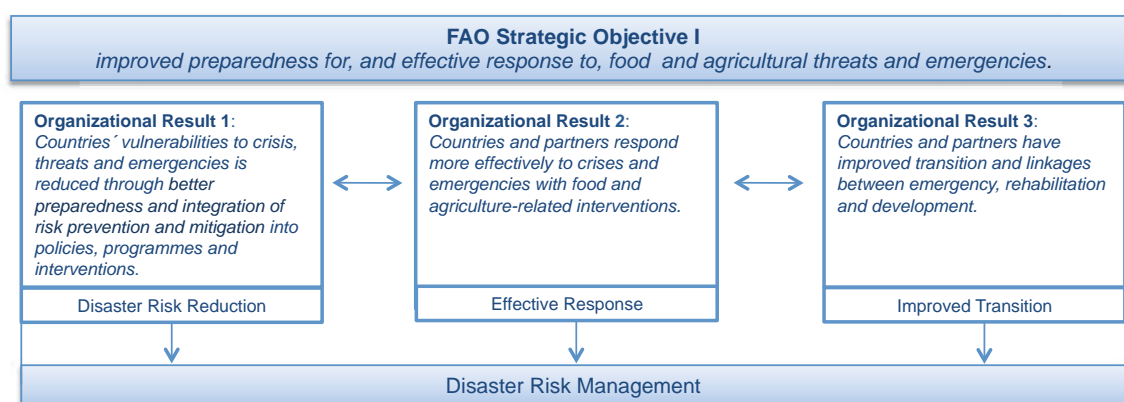 FAO Strategic Objective I
improved preparedness for, and effective response to, food and agricultural threats and emergencies.
Organizational Result 1:
Countries´ vulnerabilities to crisis,
threats and emergencies is
reduced through better
preparedness and integration of
risk prevention and mitigation into
policies, programmes and
interventions.
Disaster Risk Reduction
Organizational Result 2:
Countries and partners respond
more effectively to crises and
emergencies with food and
agriculture-related interventions.
Effective Response
Organizational Result 3:
Countries and partners have
improved transition and linkages
between emergency, rehabilitation
and development.
Improved Transition
Disaster Risk Management